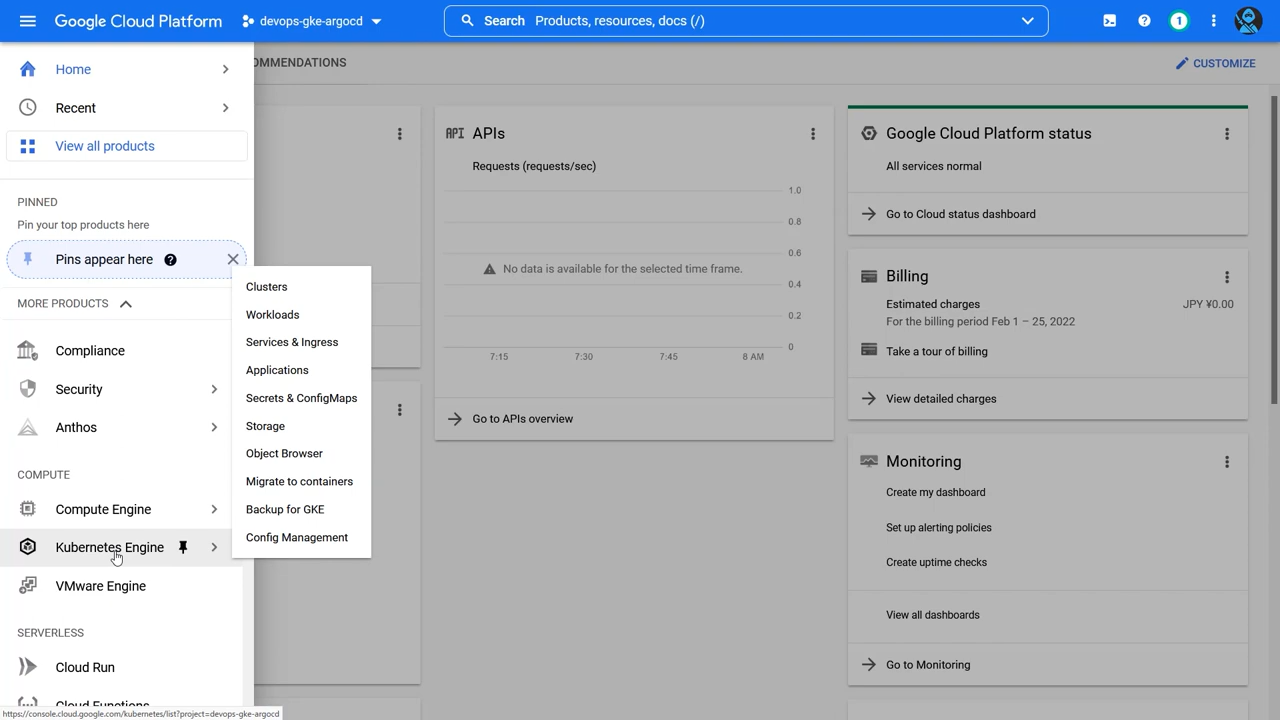 Google Cloud Platform
devops-gke-argocd
Search Products, resources, docs (/)
1
Home
Recent
View all products
PINNED
Pin your top products here
Pins appear here
MORE PRODUCTS
Compliance
Security
Anthos
COMPUTE
Compute Engine
Kubernetes Engine
VMware Engine
SERVERLESS
Cloud Run
Cloud Functions
https://console.cloud.google.com/kubernetes/list?project=devops-gke-argocd
Clusters
Workloads
Services & Ingress
Applications
Secrets & ConfigMaps
Storage
Object Browser
Migrate to containers
Backup for GKE
Config Management
OMMENDATIONS
CUSTOMIZE
API APIs
Requests (requests/sec)
1.0
0.8
0.6
No data is available for the selected time frame.
0.4
0.2
0
7:15 7:30 7:45 8 AM
Go to APIs overview
Google Cloud Platform status
All services normal
Go to Cloud status dashboard
Billing
Estimated charges JPY ¥0.00
For the billing period Feb 1 – 25, 2022
Take a tour of billing
View detailed charges
Monitoring
Create my dashboard
Set up alerting policies
Create uptime checks
View all dashboards
Go to Monitoring